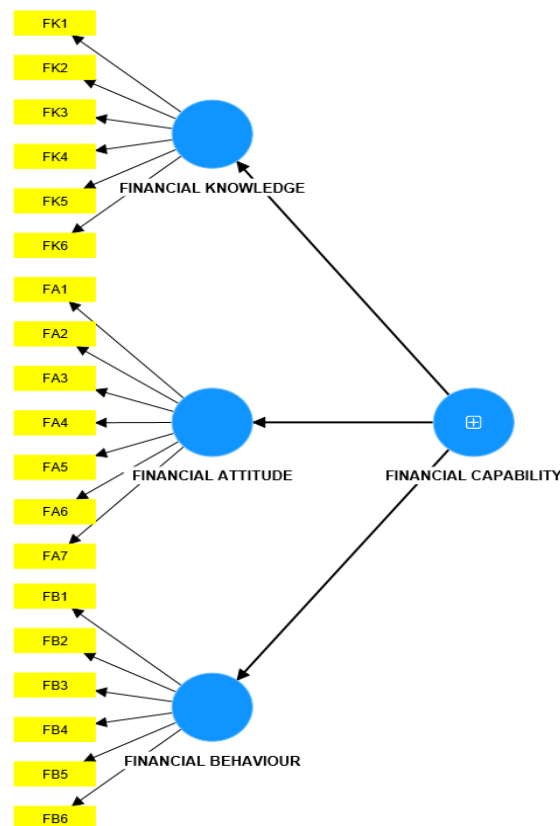 FK1
FK2
FK3
FK4
FK5
FK6
FINANCIAL KNOWLEDGE
FA1
FA2
FA3
FA4
FA5
FA6
FA7
FINANCIAL ATTITUDE
FINANCIAL CAPABILITY
FB1
FB2
FB3
FB4
FB5
FB6
FINANCIAL BEHAVIOUR